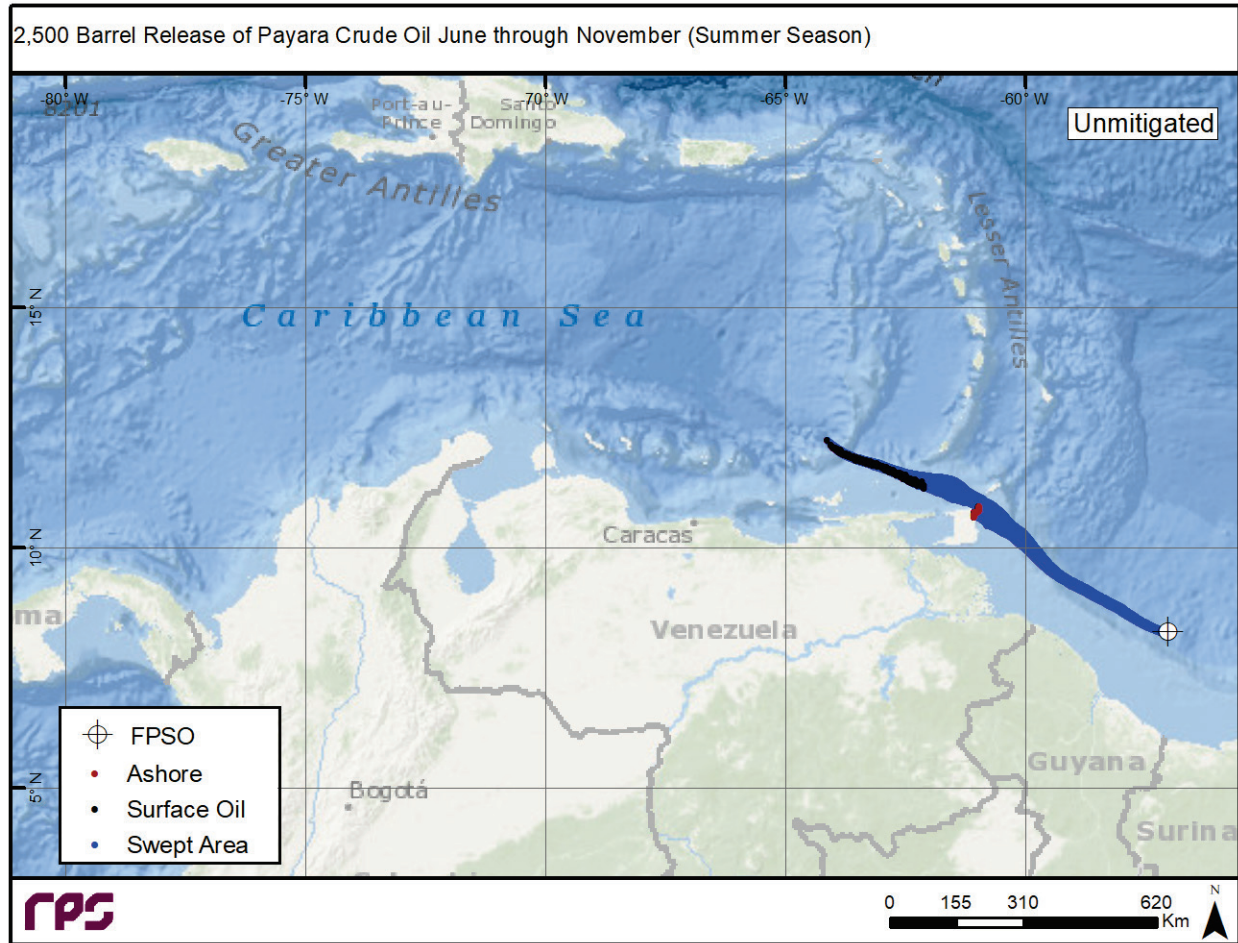 2,500 Barrel Release of Payara Crude Oil June through November (Summer Season)
-80° W
-75° W
-70° W
-65° W
-60° W
8201
Port-au-
Prince
Santo
Domingo
Unmitigated
Greater Antilles
Lesser Antilles
15° N
Caribbean Sea
10° N
Caracas
Venezuela
5° N
Guyana
Bogotá
FPSO
Ashore
Surface Oil
Swept Area
rps
0 155 310 620
Km
N